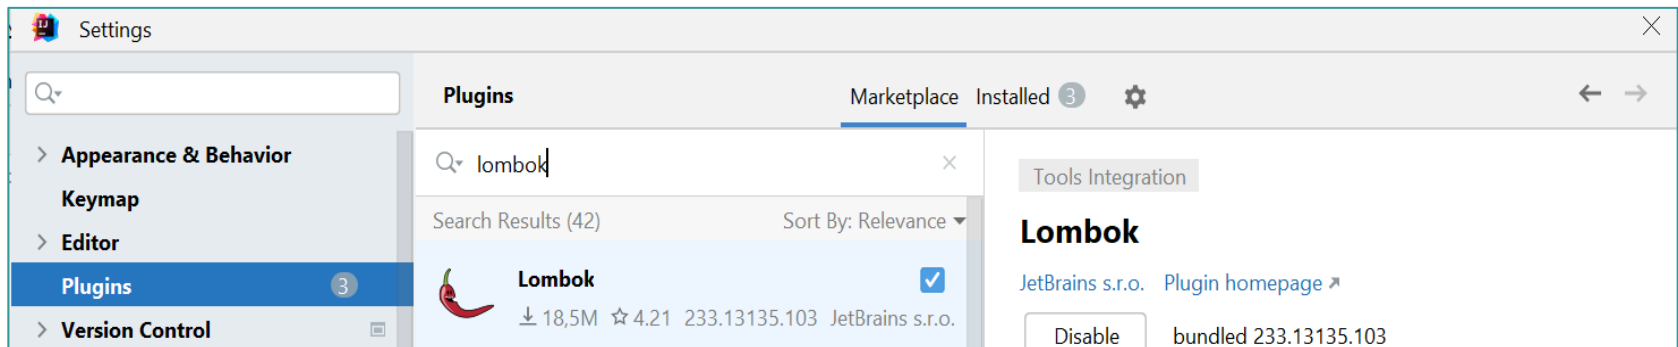 Settings
Plugins
Marketplace Installed 3
Appearance & Behavior
Keymap
Editor
Plugins 3
Version Control
lombok
Search Results (42) Sort By: Relevance
Lombok
18,5M 4.21 233.13135.103 JetBrains s.r.o.
Tools Integration
Lombok
JetBrains s.r.o. Plugin homepage
Disable bundled 233.13135.103